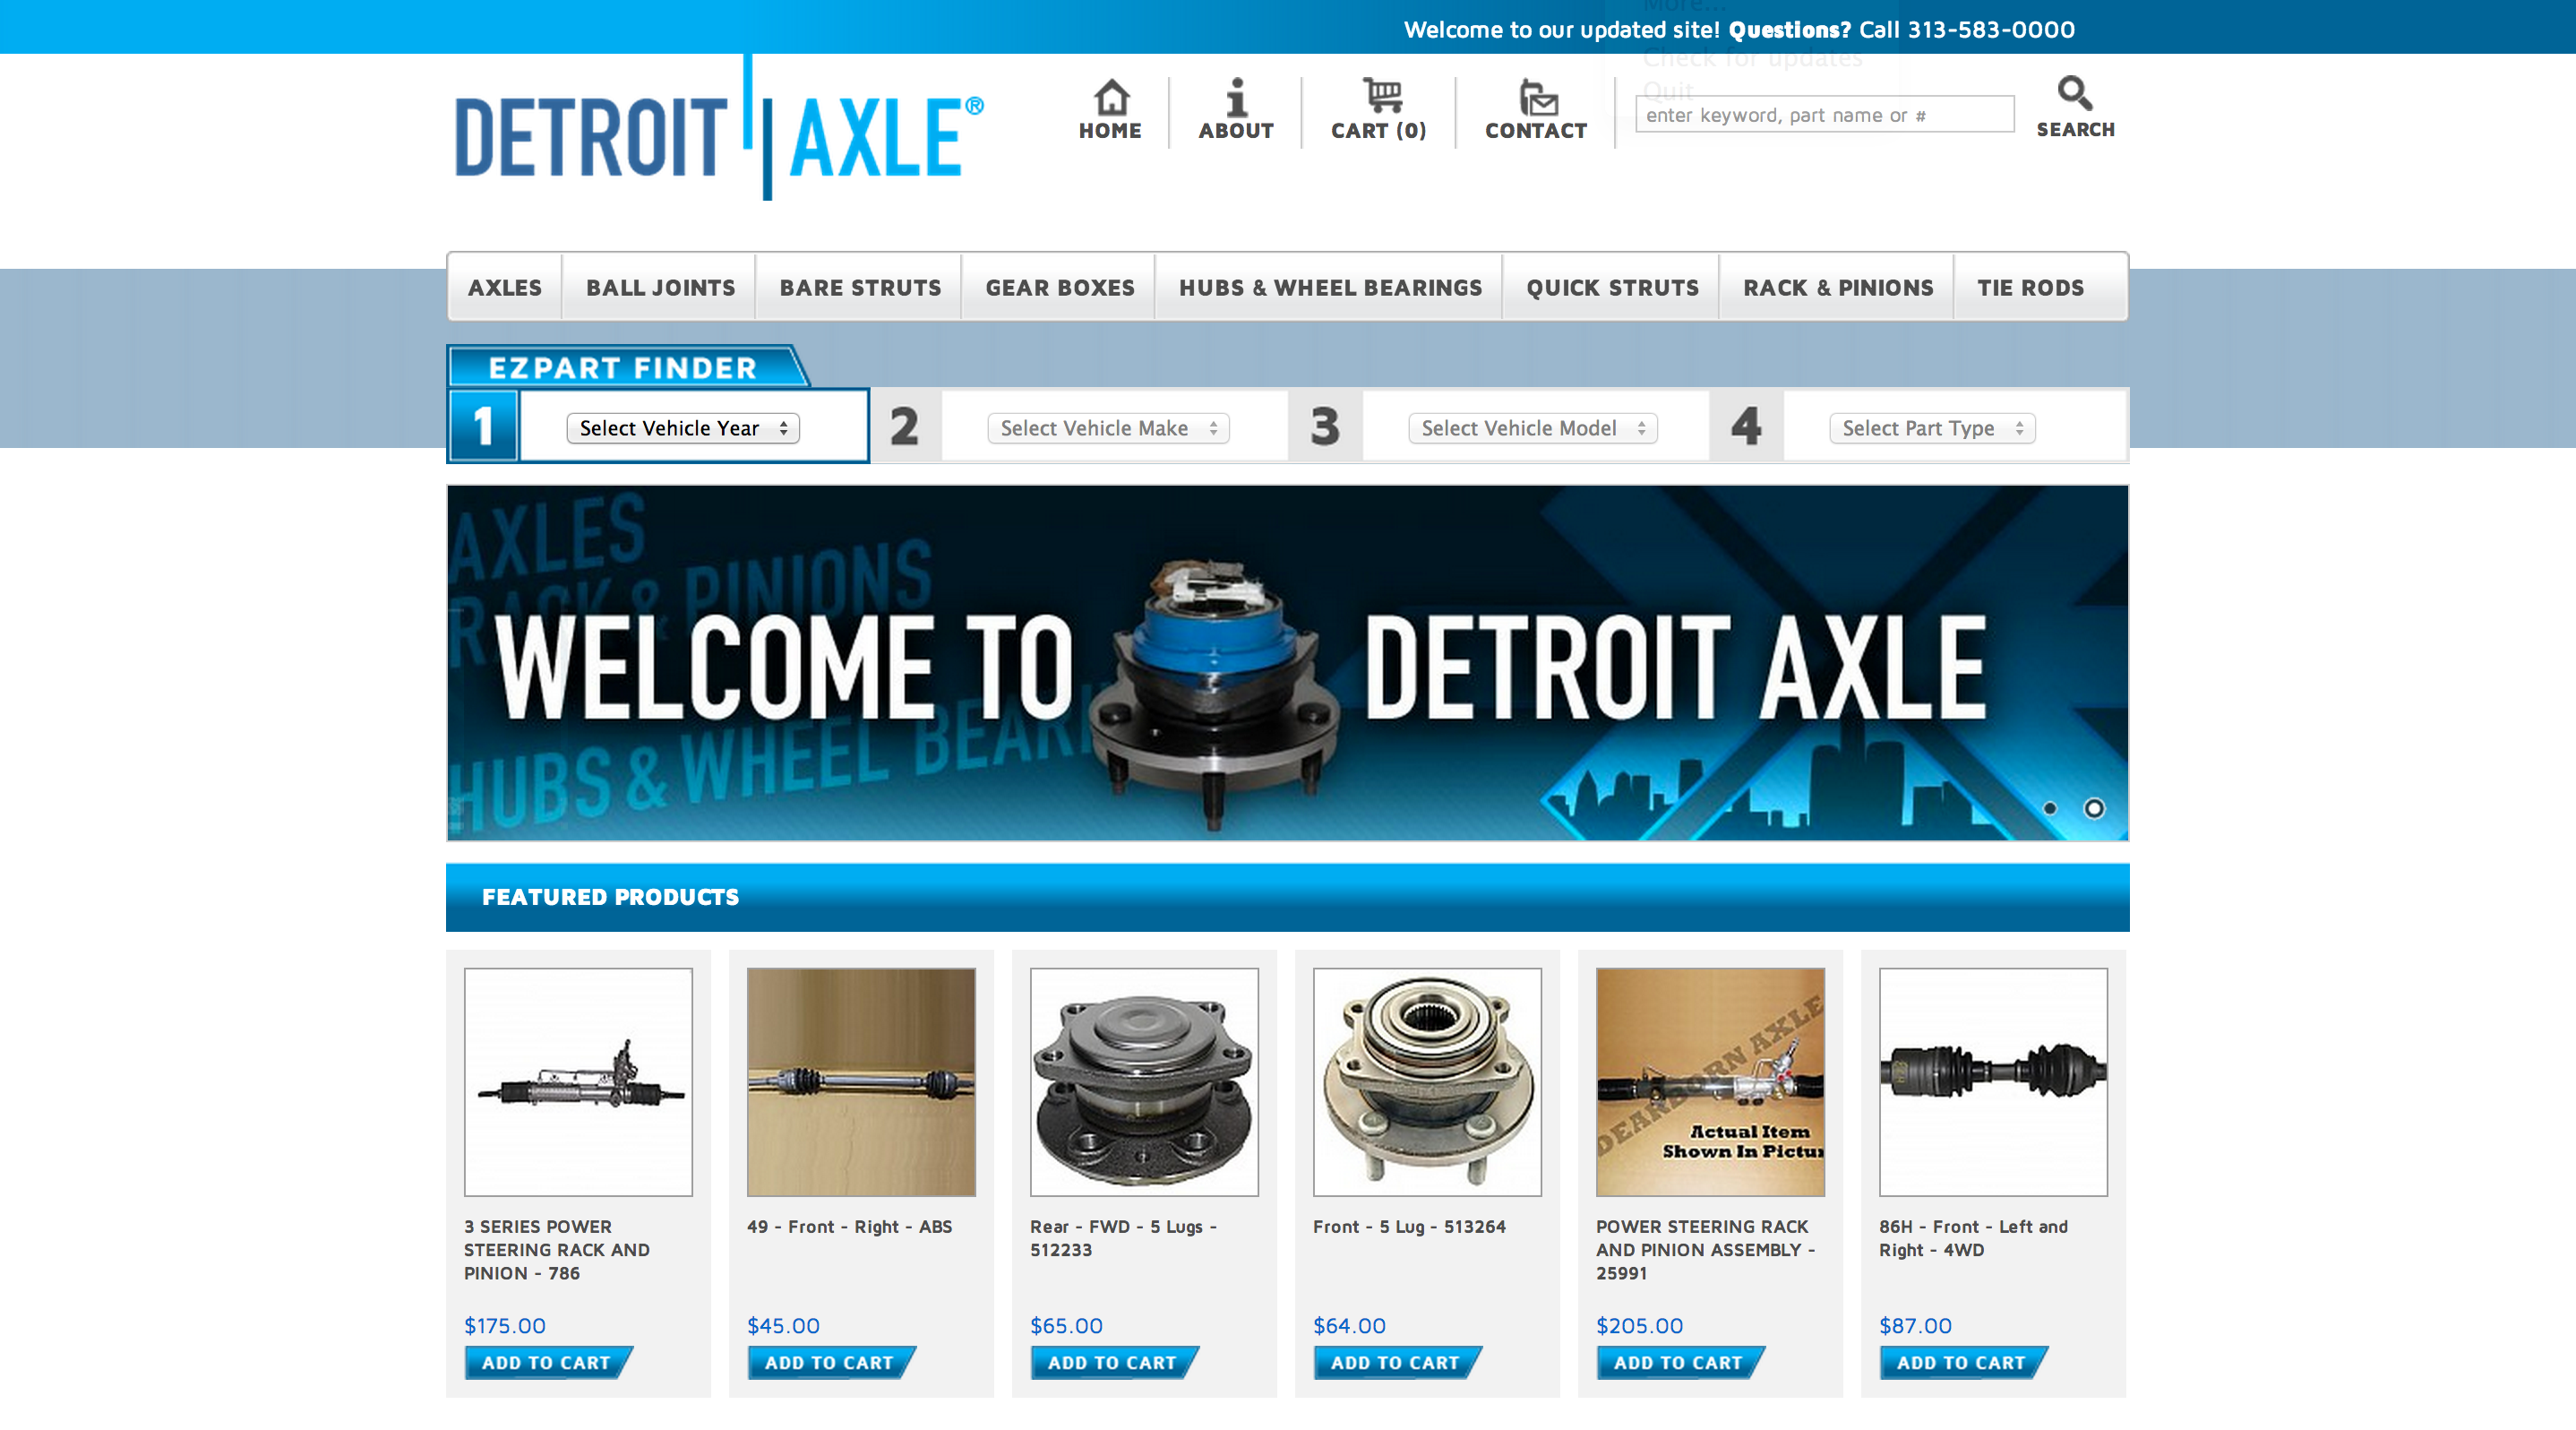 More...
Welcome to our updated site! Questions? Call 313-583-0000
Check for updates
Quit
DETROIT AXLE®
HOME
ABOUT
CART (0)
CONTACT
enter keyword, part name or #
SEARCH
AXLES
BALL JOINTS
BARE STRUTS
GEAR BOXES
HUBS & WHEEL BEARINGS
QUICK STRUTS
RACK & PINIONS
TIE RODS
EZPART FINDER
1
Select Vehicle Year
2
Select Vehicle Make
3
Select Vehicle Model
4
Select Part Type
AXLES
RACK & PINIONS
WELCOME TO DETROIT AXLE
HUBS & WHEEL BEARI
FEATURED PRODUCTS
3 SERIES POWER
STEERING RACK AND
PINION - 786
$175.00
ADD TO CART
49 - Front - Right - ABS
$45.00
ADD TO CART
Rear - FWD - 5 Lugs -
512233
$65.00
ADD TO CART
Front - 5 Lug - 513264
$64.00
ADD TO CART
DEARBORN AXLE
Actual Item
Shown In Pictu
POWER STEERING RACK
AND PINION ASSEMBLY -
25991
$205.00
ADD TO CART
86H - Front - Left and
Right - 4WD
$87.00
ADD TO CART